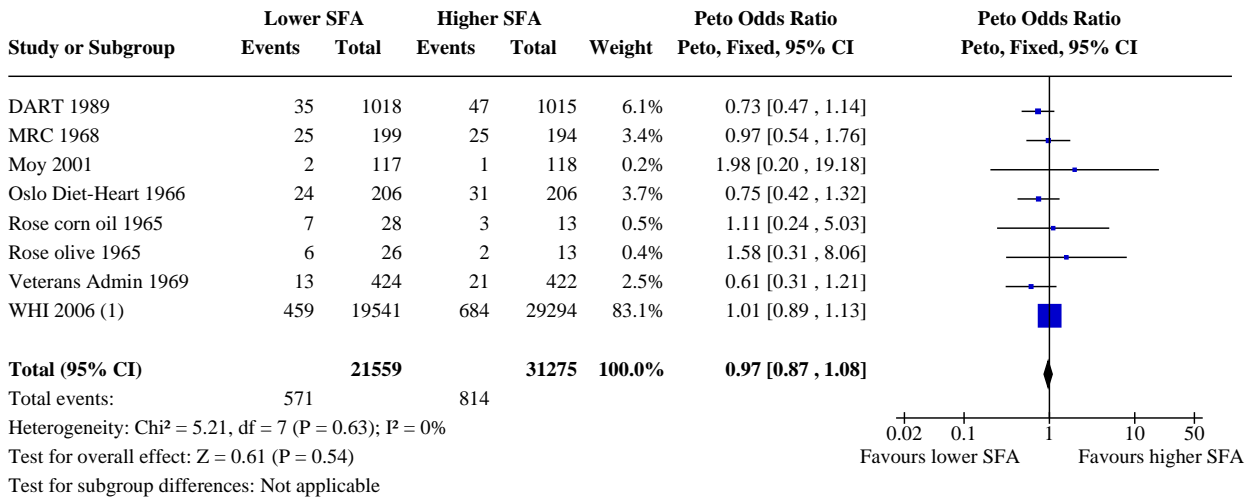 Lower SFA Higher SFA Peto Odds Ratio Peto Odds Ratio
Study or Subgroup Events Total Events Total Weight Peto, Fixed, 95% CI Peto, Fixed, 95% CI
DART 1989 35 1018 47 1015 6.1% 0.73 [0.47 , 1.14]
MRC 1968 25 199 25 194 3.4% 0.97 [0.54 , 1.76]
Moy 2001 2 117 1 118 0.2% 1.98 [0.20 , 19.18]
Oslo Diet-Heart 1966 24 206 31 206 3.7% 0.75 [0.42 , 1.32]
Rose corn oil 1965 7 28 3 13 0.5% 1.11 [0.24 , 5.03]
Rose olive 1965 6 26 2 13 0.4% 1.58 [0.31 , 8.06]
Veterans Admin 1969 13 424 21 422 2.5% 0.61 [0.31 , 1.21]
WHI 2006 (1) 459 19541 684 29294 83.1% 1.01 [0.89 , 1.13]
Total (95% CI) 21559 31275 100.0% 0.97 [0.87 , 1.08]
Total events: 571 814
Heterogeneity: Chi² = 5.21, df = 7 (P = 0.63); I² = 0%
0.02 0.1 1 10 50
Test for overall effect: Z = 0.61 (P = 0.54) Favours lower SFA Favours higher SFA
Test for subgroup differences: Not applicable